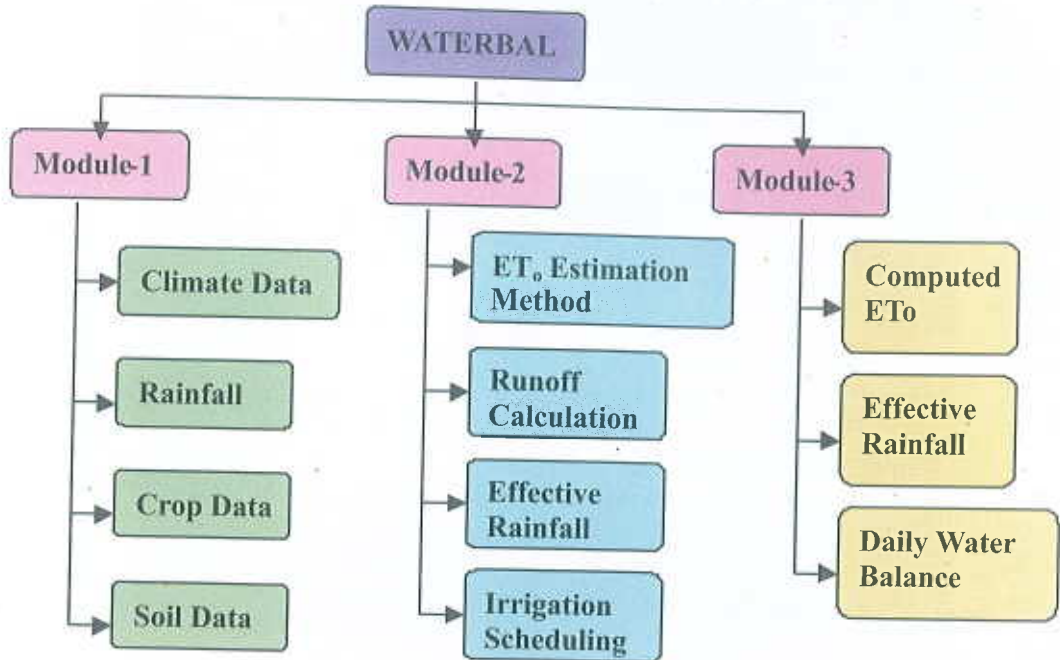 WATERBAL
Module-1
Climate Data
Rainfall
Crop Data
Soil Data
Module-2
ETₒ Estimation
Method
Runoff
Calculation
Effective
Rainfall
Irrigation
Scheduling
Module-3
Computed
ETo
Effective
Rainfall
Daily Water
Balance